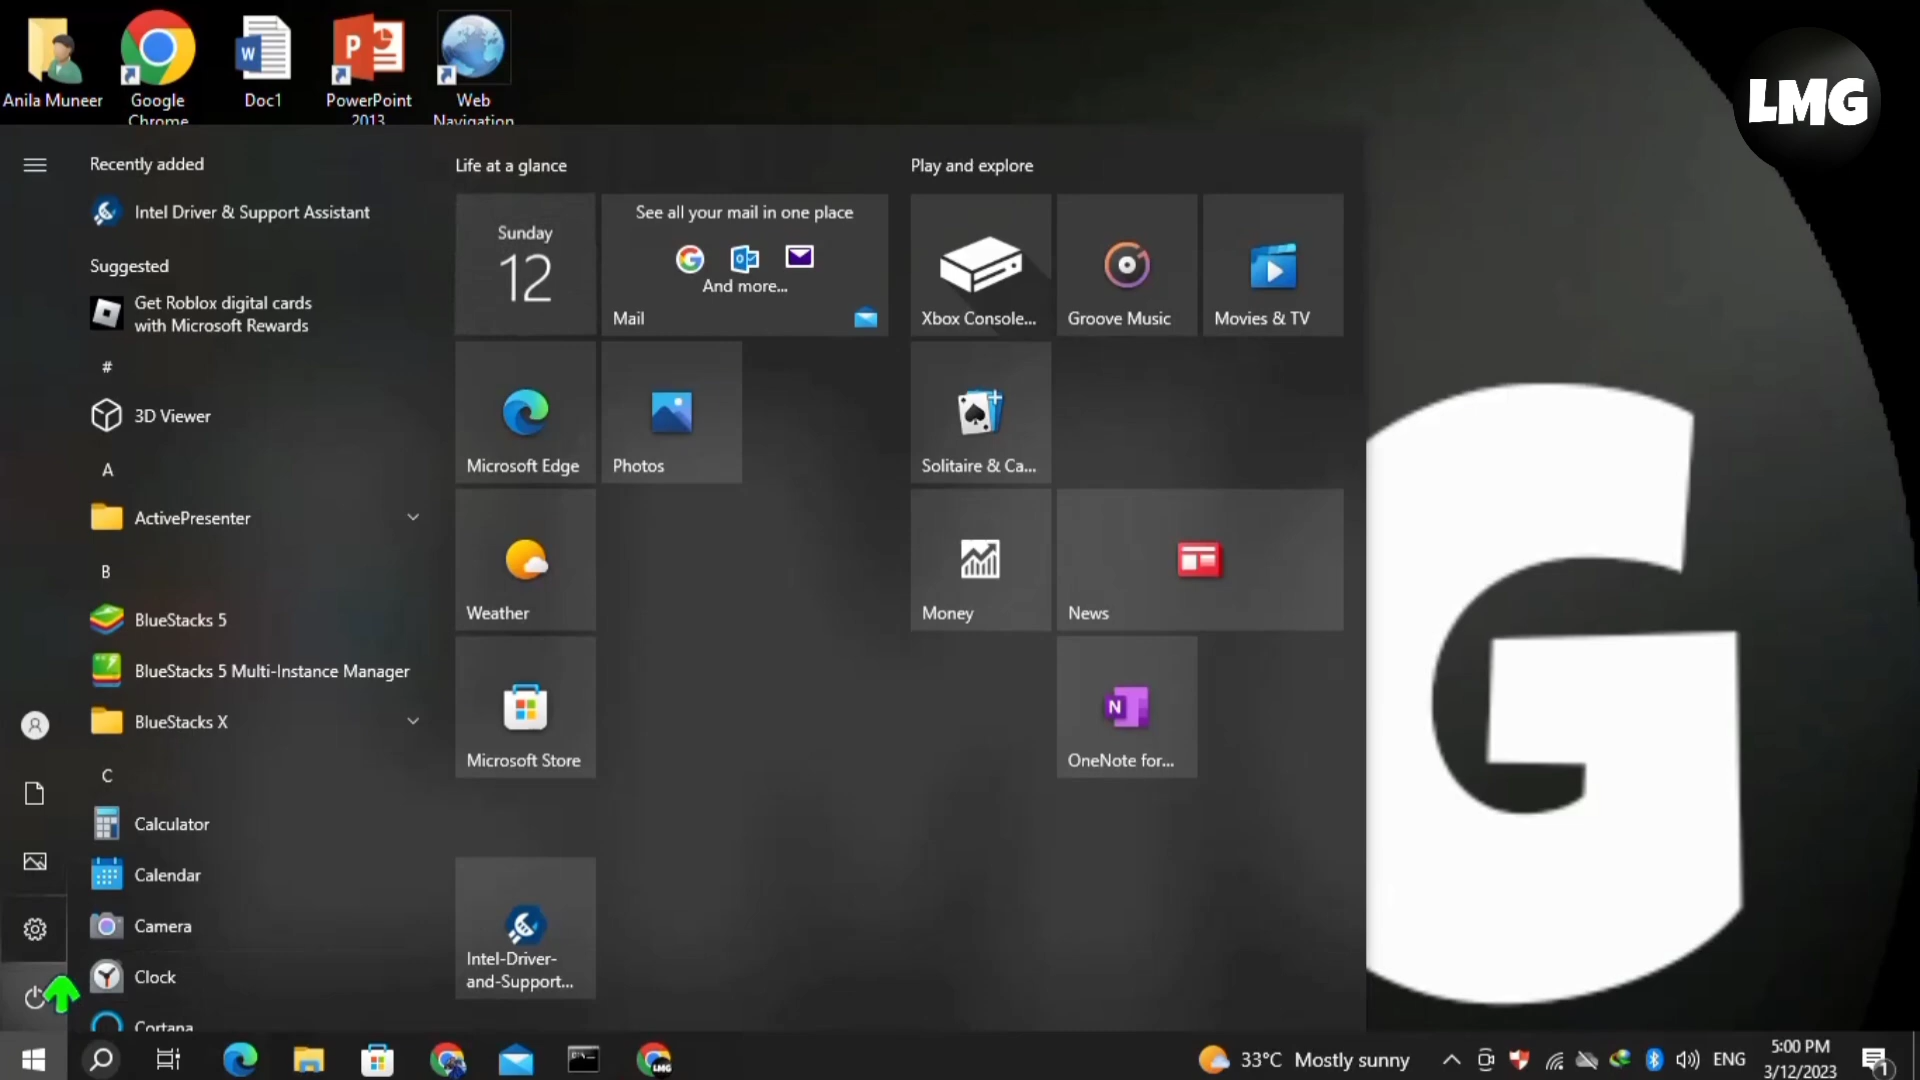 Anila Muneer
Google
Chrome
Doc1
PowerPoint
2013
Web
Navigation
LMG
Recently added
Intel Driver & Support Assistant
Suggested
Get Roblox digital cards
with Microsoft Rewards
#
3D Viewer
A
ActivePresenter
B
BlueStacks 5
BlueStacks 5 Multi-Instance Manager
BlueStacks X
C
Calculator
Calendar
Camera
Clock
Cortana
Life at a glance
Sunday
12
See all your mail in one place
And more...
Mail
Microsoft Edge
Photos
Weather
Microsoft Store
Intel-Driver-
and-Support...
Play and explore
Xbox Console...
Groove Music
Movies & TV
Solitaire & Ca...
Money
News
OneNote for...
G
33°C Mostly sunny
ENG
5:00 PM
3/12/2023
1